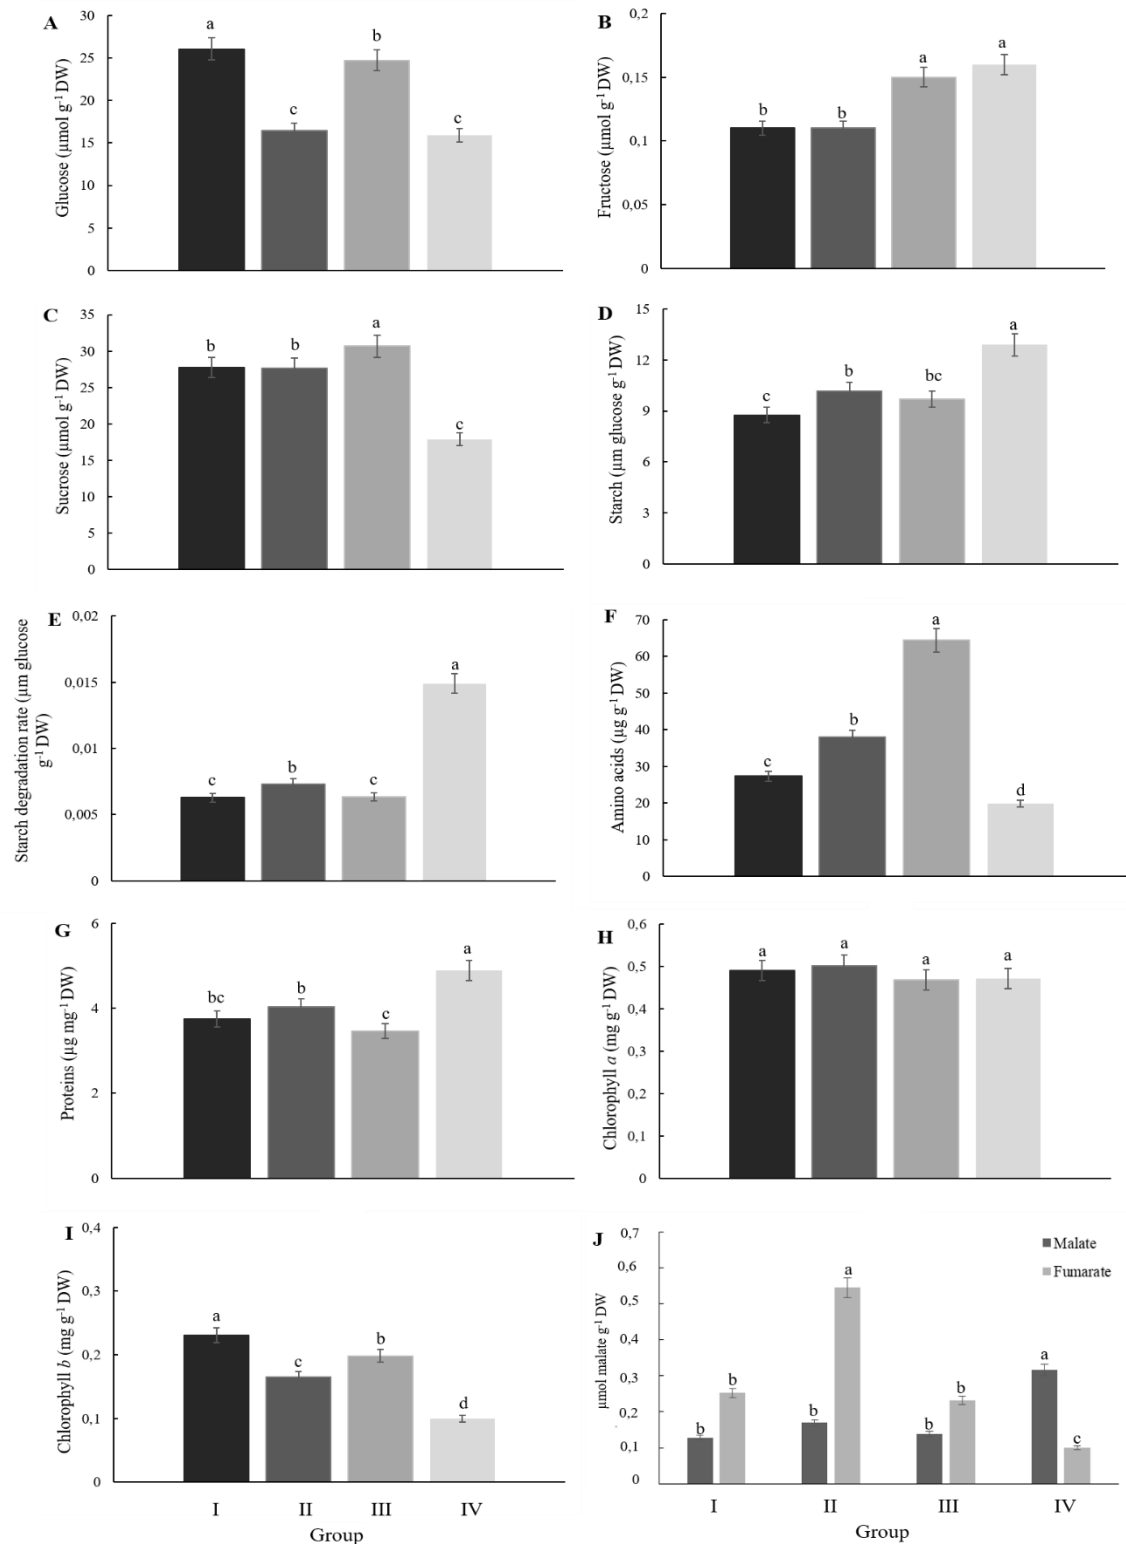 A
Glucose (µmol g⁻¹ DW)
30
25
20
15
10
5
0
a
c
b
c
B
Fructose (µmol g⁻¹ DW)
0,2
0,15
0,1
0,05
0
b
b
a
a
C
Sucrose (µmol g⁻¹ DW)
35
30
25
20
15
10
5
0
b
b
a
c
D
Starch (µm glucose g⁻¹ DW)
15
12
9
6
3
0
c
b
bc
a
E
Starch degradation rate (µm glucose
g⁻¹ DW)
0,02
0,015
0,01
0,005
0
c
b
c
a
F
Amino acids (µg g⁻¹ DW)
70
60
50
40
30
20
10
0
c
b
a
d
G
Proteins (µg mg⁻¹ DW)
6
4
2
0
bc
b
c
a
H
Chlorophyll a (mg g⁻¹ DW)
0,6
0,5
0,4
0,3
0,2
0,1
0
a
a
a
a
I
Chlorophyll b (mg g⁻¹ DW)
0,4
0,3
0,2
0,1
0
a
c
b
d
I II III IV
Group
J
µmol malate g⁻¹ DW
0,7
0,6
0,5
0,4
0,3
0,2
0,1
0
Malate
Fumarate
b
b
b
a
b
b
a
c
I II III IV
Group